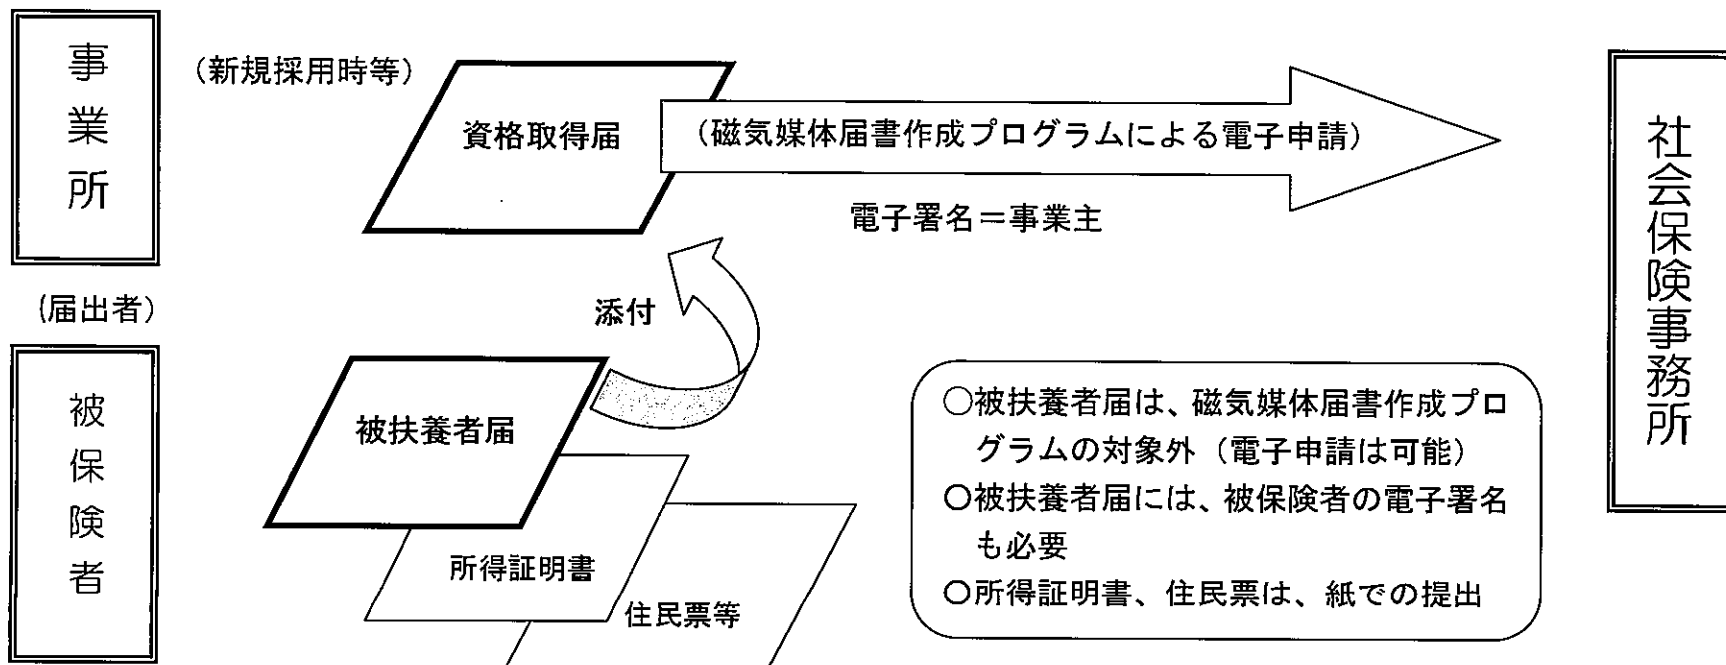 事業所
(新規採用時等)
資格取得届
(磁気媒体届書作成プログラムによる電子申請)
電子署名=事業主
社会保険事務所
(届出者)
添付
被保険者
被扶養者届
所得証明書
住民票等
○被扶養者届は、磁気媒体届書作成プロ
グラムの対象外(電子申請は可能)
○被扶養者届には、被保険者の電子署名
も必要
○所得証明書、住民票は、紙での提出